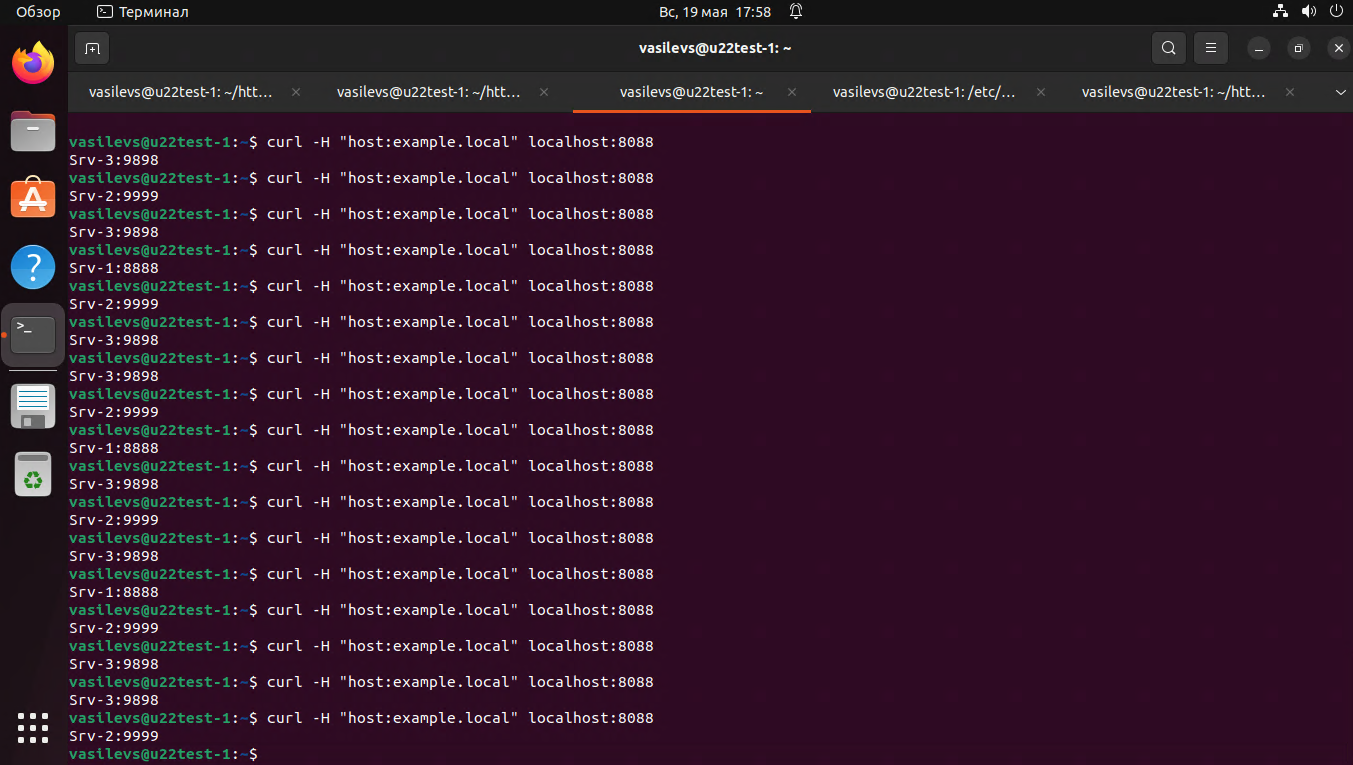 Обзор Терминал Вс, 19 мая 17:58
vasilevs@u22test-1: ~
vasilevs@u22test-1: ~/htt... vasilevs@u22test-1: ~/htt... vasilevs@u22test-1: ~ vasilevs@u22test-1: /etc/... vasilevs@u22test-1: ~/htt...
vasilevs@u22test-1:~$ curl -H "host:example.local" localhost:8088
Srv-3:9898
vasilevs@u22test-1:~$ curl -H "host:example.local" localhost:8088
Srv-2:9999
vasilevs@u22test-1:~$ curl -H "host:example.local" localhost:8088
Srv-3:9898
vasilevs@u22test-1:~$ curl -H "host:example.local" localhost:8088
Srv-1:8888
vasilevs@u22test-1:~$ curl -H "host:example.local" localhost:8088
Srv-2:9999
vasilevs@u22test-1:~$ curl -H "host:example.local" localhost:8088
Srv-3:9898
vasilevs@u22test-1:~$ curl -H "host:example.local" localhost:8088
Srv-3:9898
vasilevs@u22test-1:~$ curl -H "host:example.local" localhost:8088
Srv-2:9999
vasilevs@u22test-1:~$ curl -H "host:example.local" localhost:8088
Srv-1:8888
vasilevs@u22test-1:~$ curl -H "host:example.local" localhost:8088
Srv-3:9898
vasilevs@u22test-1:~$ curl -H "host:example.local" localhost:8088
Srv-2:9999
vasilevs@u22test-1:~$ curl -H "host:example.local" localhost:8088
Srv-3:9898
vasilevs@u22test-1:~$ curl -H "host:example.local" localhost:8088
Srv-1:8888
vasilevs@u22test-1:~$ curl -H "host:example.local" localhost:8088
Srv-2:9999
vasilevs@u22test-1:~$ curl -H "host:example.local" localhost:8088
Srv-3:9898
vasilevs@u22test-1:~$ curl -H "host:example.local" localhost:8088
Srv-3:9898
vasilevs@u22test-1:~$ curl -H "host:example.local" localhost:8088
Srv-2:9999
vasilevs@u22test-1:~$